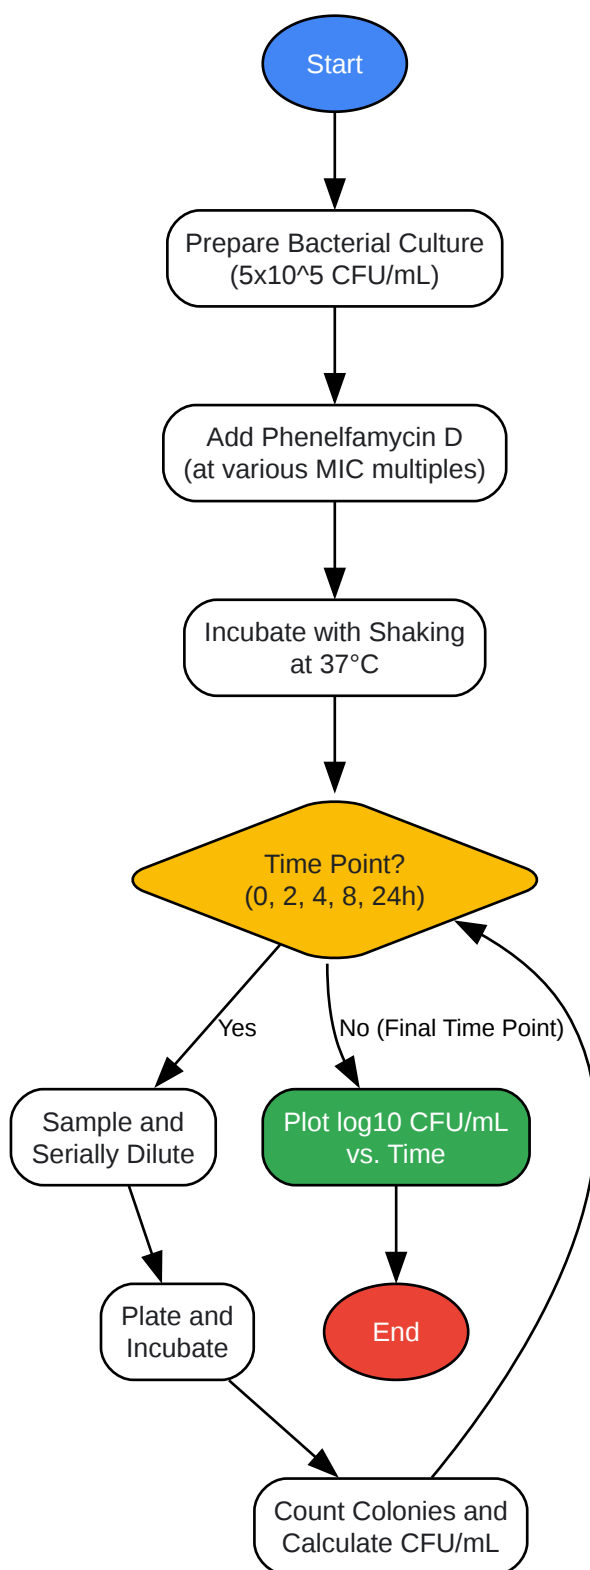 Start
Prepare Bacterial Culture
(5x10^5 CFU/mL)
Add Phenelfamycin D
(at various MIC multiples)
Incubate with Shaking
at 37°C
Time Point?
(0, 2, 4, 8, 24h)
Yes
No (Final Time Point)
Sample and
Serially Dilute
Plot log10 CFU/mL
vs. Time
Plate and
Incubate
End
Count Colonies and
Calculate CFU/mL